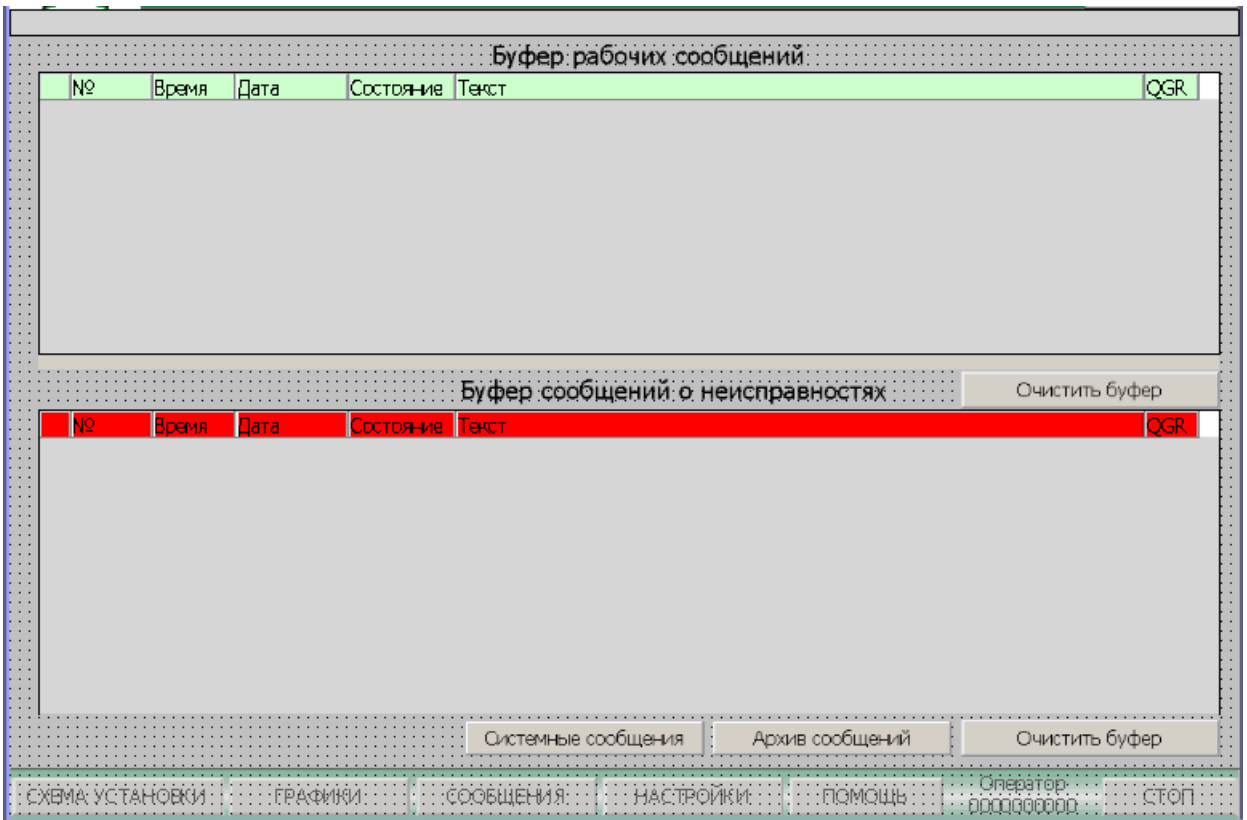 Буфер рабочих сообщений
№ Время Дата Состояние Текст QGR
Буфер сообщений о неисправностях Очистить буфер
№ Время Дата Состояние Текст QGR
Системные сообщения Архив сообщений Очистить буфер
СХЕМА УСТАНОВКИ ГРАФИКИ СООБЩЕНИЯ НАСТРОЙКИ ПОМОЩЬ Оператор СТОП
0000000000